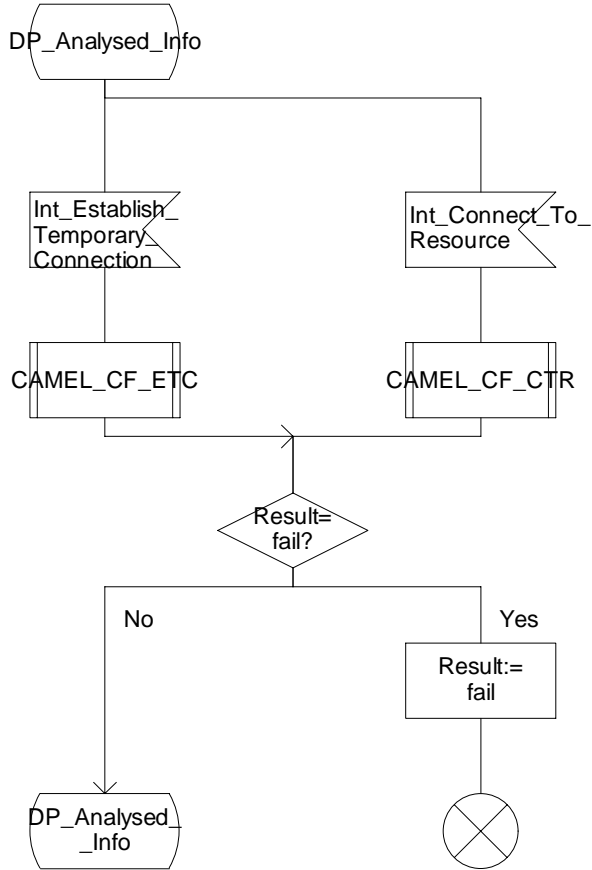 DP_Analysed_Info
Int_Establish_
Temporary_
Connection
Int_Connect_To_
Resource
CAMEL_CF_ETC
CAMEL_CF_CTR
Result=
fail?
No
Yes
Result:=
fail
DP_Analysed_
_Info